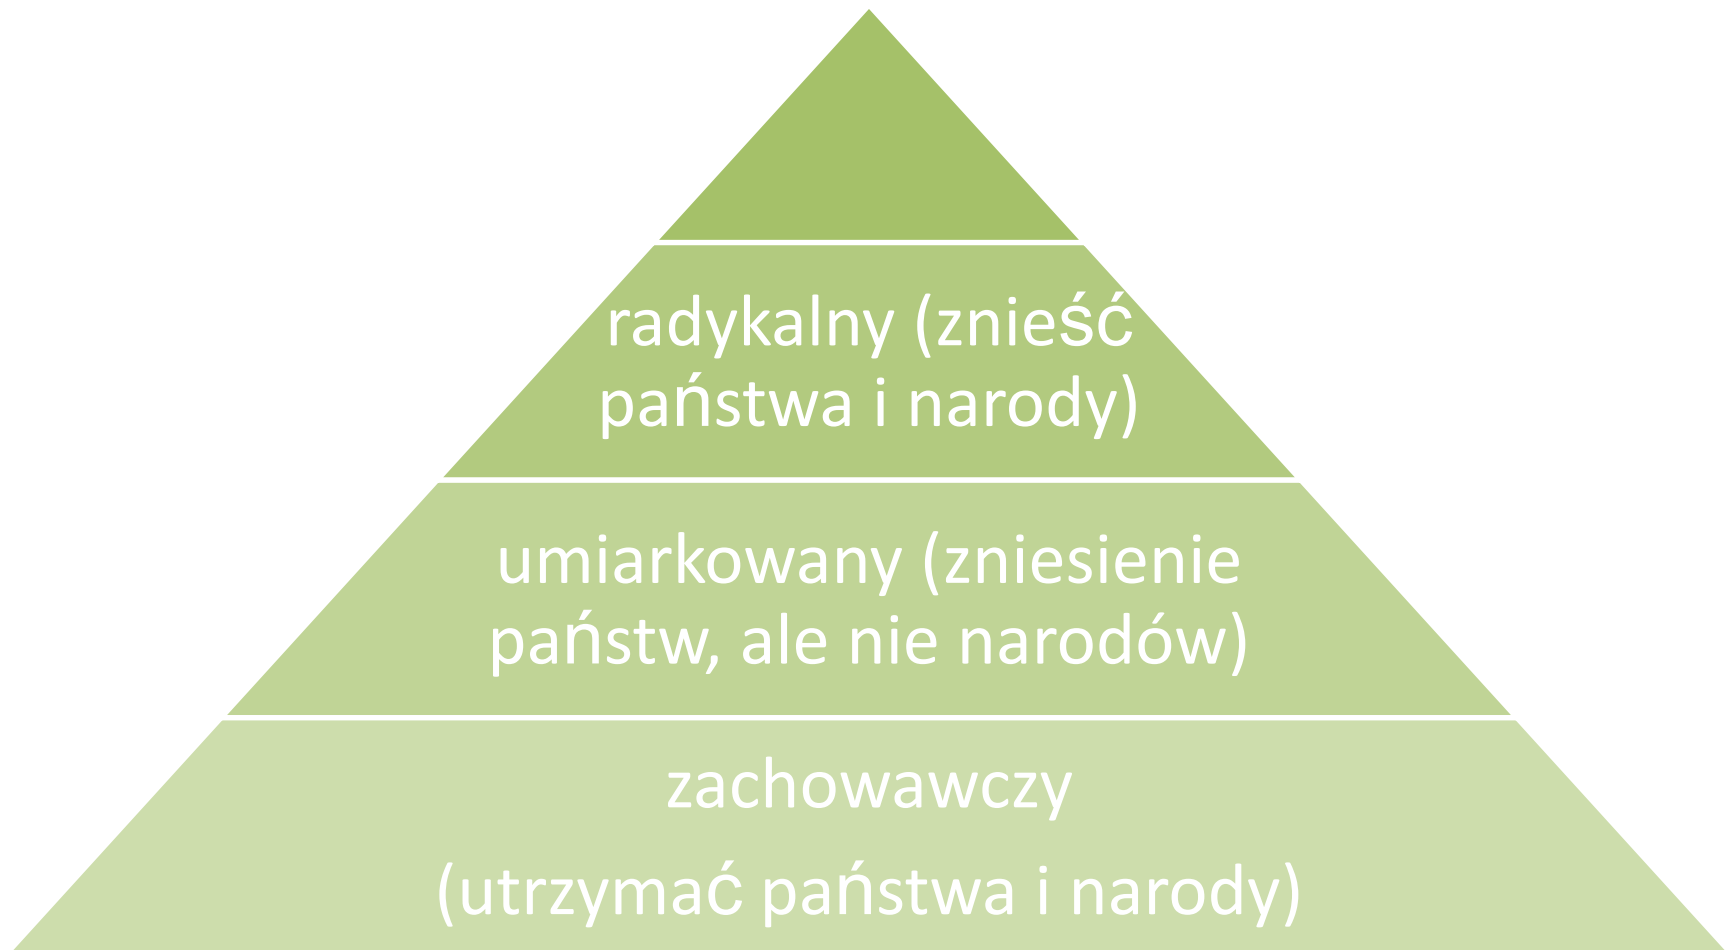 radykalny (znieść
państwa i narody)
umiarkowany (zniesienie
państw, ale nie narodów)
zachowawczy
(utrzymać państwa i narody)